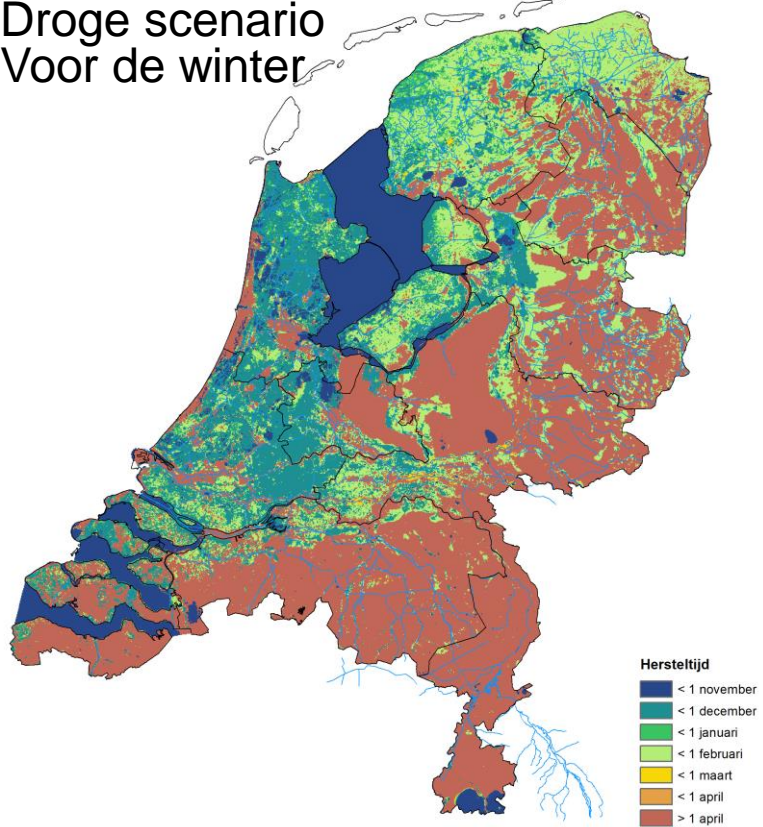 Droge scenario
Voor de winter
Hersteltijd
< 1 november
< 1 december
< 1 januari
< 1 februari
< 1 maart
< 1 april
> 1 april